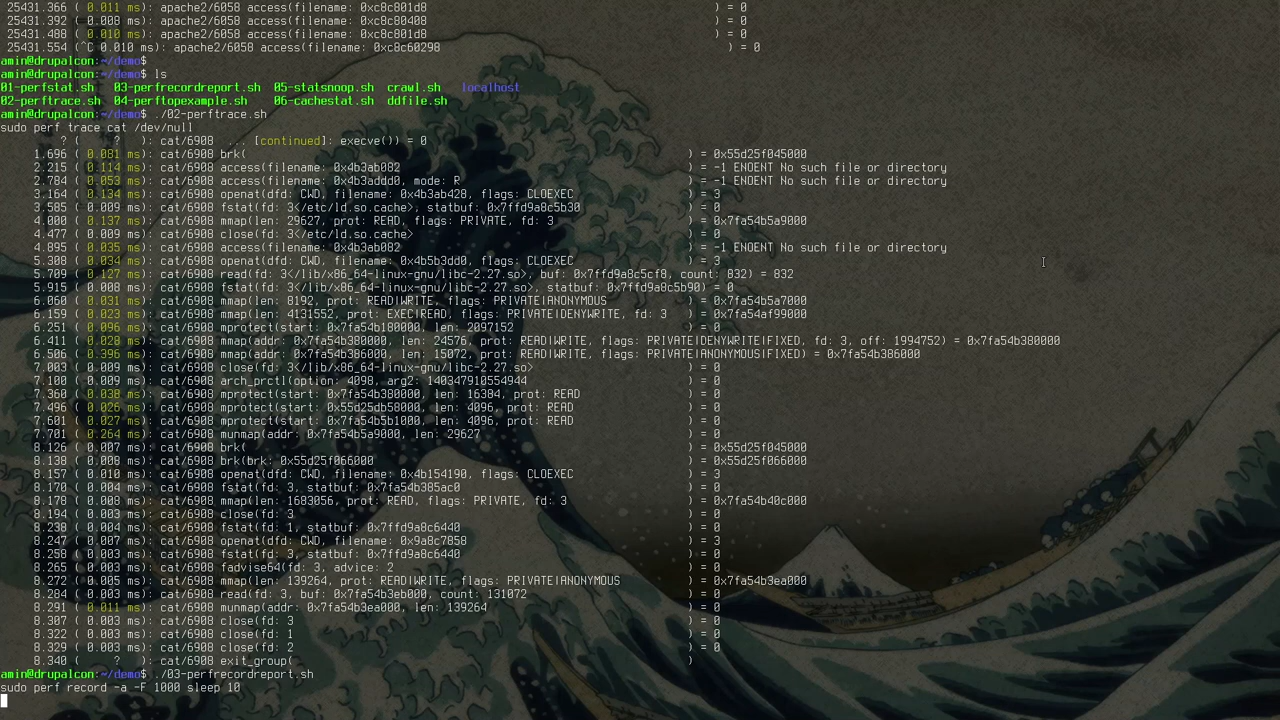 25431.366 ( 0.011 ms): apache2/6058 access(filename: 0xc8c801d8 ) = 0
25431.392 ( 0.008 ms): apache2/6058 access(filename: 0xc8c80408 ) = 0
25431.488 ( 0.010 ms): apache2/6058 access(filename: 0xc8c801d8 ) = 0
25431.554 (^C 0.010 ms): apache2/6058 access(filename: 0xc8c60298 ) = 0
amin@drupalcon:~/demo$
amin@drupalcon:~/demo$ ls
01-perfstat.sh 03-perfrecordreport.sh 05-statsnoop.sh crawl.sh localhost
02-perftrace.sh 04-perftopexample.sh 06-cachestat.sh ddfile.sh
amin@drupalcon:~/demo$ ./02-perftrace.sh
sudo perf trace cat /dev/null
? ( ? ): cat/6908 ... [continued]: execve()) = 0
1.696 ( 0.081 ms): cat/6908 brk( ) = 0x55d25f045000
2.215 ( 0.114 ms): cat/6908 access(filename: 0x4b3ab082 ) = -1 ENOENT No such file or directory
2.784 ( 0.053 ms): cat/6908 access(filename: 0x4b3addd0, mode: R ) = -1 ENOENT No such file or directory
3.164 ( 0.134 ms): cat/6908 openat(dfd: CWD, filename: 0x4b3ab428, flags: CLOEXEC ) = 3
3.585 ( 0.009 ms): cat/6908 fstat(fd: 3</etc/ld.so.cache>, statbuf: 0x7ffd9a8c5b30 ) = 0
4.000 ( 0.137 ms): cat/6908 mmap(len: 29627, prot: READ, flags: PRIVATE, fd: 3 ) = 0x7fa54b5a9000
4.477 ( 0.009 ms): cat/6908 close(fd: 3</etc/ld.so.cache> ) = 0
4.895 ( 0.035 ms): cat/6908 access(filename: 0x4b3ab082 ) = -1 ENOENT No such file or directory
5.308 ( 0.034 ms): cat/6908 openat(dfd: CWD, filename: 0x4b5b3dd0, flags: CLOEXEC ) = 3
5.709 ( 0.127 ms): cat/6908 read(fd: 3</lib/x86_64-linux-gnu/libc-2.27.so>, buf: 0x7ffd9a8c5cf8, count: 832) = 832
5.915 ( 0.008 ms): cat/6908 fstat(fd: 3</lib/x86_64-linux-gnu/libc-2.27.so>, statbuf: 0x7ffd9a8c5b90) = 0
6.060 ( 0.031 ms): cat/6908 mmap(len: 8192, prot: READ|WRITE, flags: PRIVATE|ANONYMOUS ) = 0x7fa54b5a7000
6.159 ( 0.023 ms): cat/6908 mmap(len: 4131552, prot: EXEC|READ, flags: PRIVATE|DENYWRITE, fd: 3 ) = 0x7fa54af99000
6.251 ( 0.096 ms): cat/6908 mprotect(start: 0x7fa54b180000, len: 2097152 ) = 0
6.411 ( 0.028 ms): cat/6908 mmap(addr: 0x7fa54b380000, len: 24576, prot: READ|WRITE, flags: PRIVATE|DENYWRITE|FIXED, fd: 3, off: 1994752) = 0x7fa54b380000
6.506 ( 0.396 ms): cat/6908 mmap(addr: 0x7fa54b386000, len: 15072, prot: READ|WRITE, flags: PRIVATE|ANONYMOUS|FIXED) = 0x7fa54b386000
7.003 ( 0.009 ms): cat/6908 close(fd: 3</lib/x86_64-linux-gnu/libc-2.27.so> ) = 0
7.100 ( 0.009 ms): cat/6908 arch_prctl(option: 4098, arg2: 140347910554944 ) = 0
7.360 ( 0.038 ms): cat/6908 mprotect(start: 0x7fa54b380000, len: 16384, prot: READ ) = 0
7.496 ( 0.026 ms): cat/6908 mprotect(start: 0x55d25db58000, len: 4096, prot: READ ) = 0
7.601 ( 0.027 ms): cat/6908 mprotect(start: 0x7fa54b5b1000, len: 4096, prot: READ ) = 0
7.701 ( 0.264 ms): cat/6908 munmap(addr: 0x7fa54b5a9000, len: 29627 ) = 0
8.126 ( 0.007 ms): cat/6908 brk( ) = 0x55d25f045000
8.138 ( 0.008 ms): cat/6908 brk(brk: 0x55d25f066000 ) = 0x55d25f066000
8.157 ( 0.010 ms): cat/6908 openat(dfd: CWD, filename: 0x4b154190, flags: CLOEXEC ) = 3
8.170 ( 0.004 ms): cat/6908 fstat(fd: 3, statbuf: 0x7fa54b385ac0 ) = 0
8.178 ( 0.008 ms): cat/6908 mmap(len: 1683056, prot: READ, flags: PRIVATE, fd: 3 ) = 0x7fa54b40c000
8.194 ( 0.003 ms): cat/6908 close(fd: 3 ) = 0
8.238 ( 0.004 ms): cat/6908 fstat(fd: 1, statbuf: 0x7ffd9a8c6440 ) = 0
8.247 ( 0.007 ms): cat/6908 openat(dfd: CWD, filename: 0x9a8c7858 ) = 3
8.258 ( 0.003 ms): cat/6908 fstat(fd: 3, statbuf: 0x7ffd9a8c6440 ) = 0
8.265 ( 0.003 ms): cat/6908 fadvise64(fd: 3, advice: 2 ) = 0
8.272 ( 0.005 ms): cat/6908 mmap(len: 139264, prot: READ|WRITE, flags: PRIVATE|ANONYMOUS ) = 0x7fa54b3ea000
8.284 ( 0.003 ms): cat/6908 read(fd: 3, buf: 0x7fa54b3eb000, count: 131072 ) = 0
8.291 ( 0.011 ms): cat/6908 munmap(addr: 0x7fa54b3ea000, len: 139264 ) = 0
8.307 ( 0.003 ms): cat/6908 close(fd: 3 ) = 0
8.322 ( 0.003 ms): cat/6908 close(fd: 1 ) = 0
8.329 ( 0.003 ms): cat/6908 close(fd: 2 ) = 0
8.340 ( ? ): cat/6908 exit_group( )
amin@drupalcon:~/demo$ ./03-perfrecordreport.sh
sudo perf record -a -F 1000 sleep 10